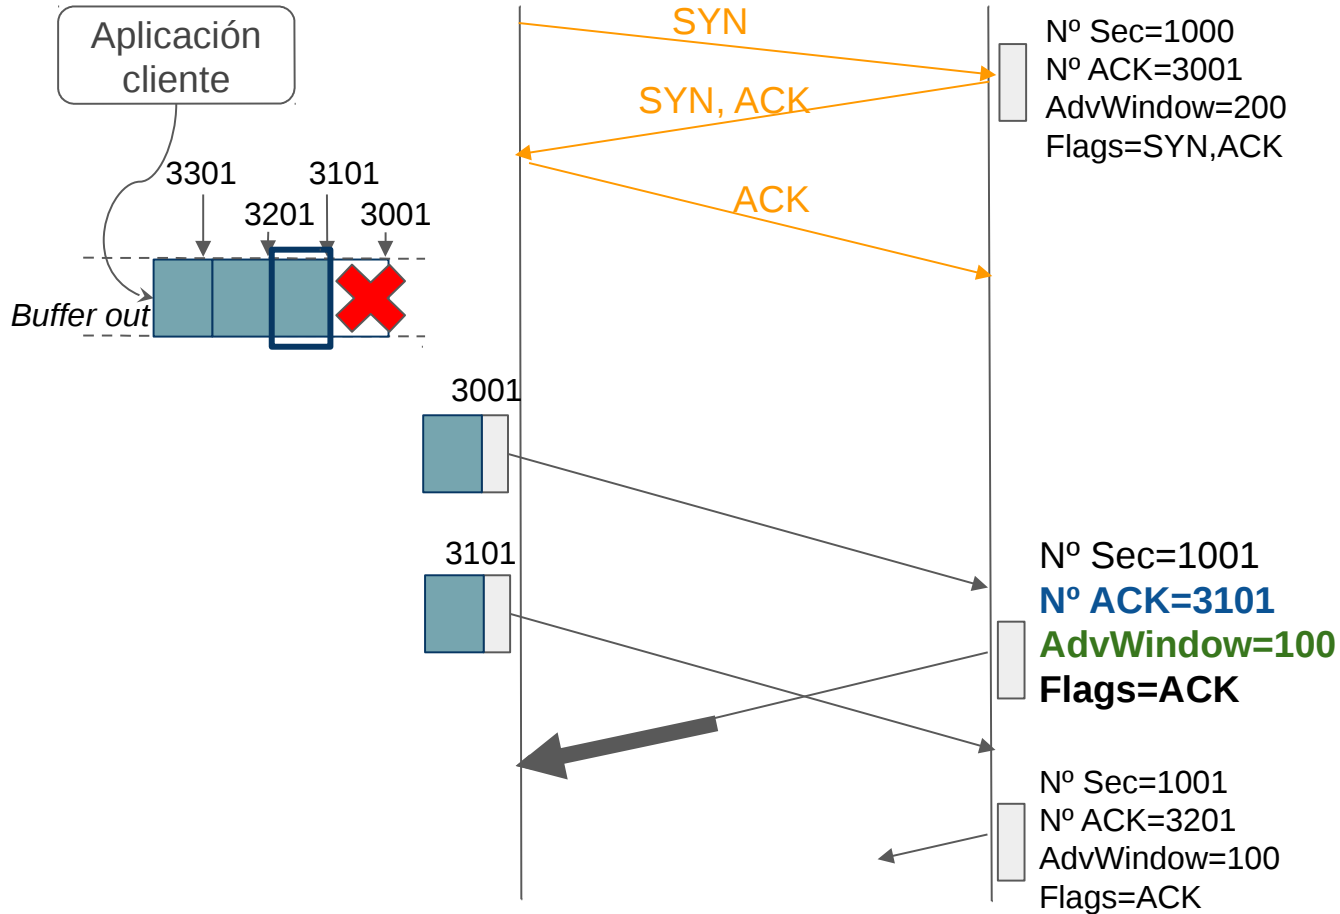 Aplicación
cliente
SYN
SYN, ACK
ACK
Nº Sec=1000
Nº ACK=3001
AdvWindow=200
Flags=SYN,ACK
3301
3101
3201
3001
Buffer out
3001
3101
Nº Sec=1001
Nº ACK=3101
AdvWindow=100
Flags=ACK
Nº Sec=1001
Nº ACK=3201
AdvWindow=100
Flags=ACK